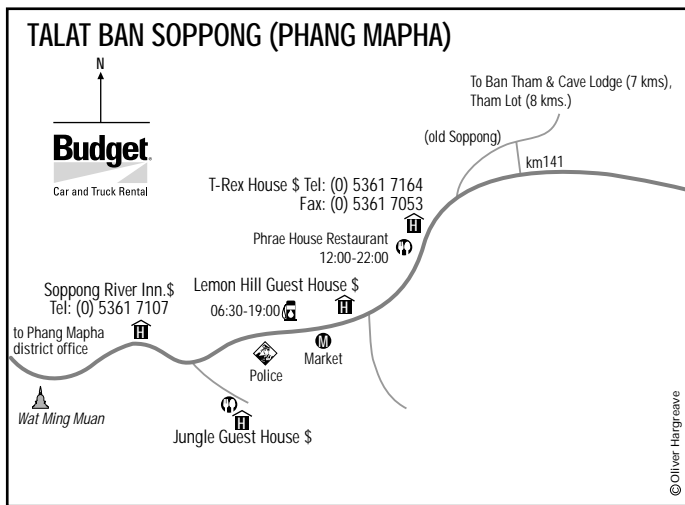 TALAT BAN SOPPONG (PHANG MAPHA)
N
Budget.
Car and Truck Rental
To Ban Tham & Cave Lodge (7 kms),
Tham Lot (8 kms.)
(old Soppong)
km141
T-Rex House $ Tel: (0) 5361 7164
Fax: (0) 5361 7053
H
Phrae House Restaurant
12:00-22:00
Soppong River Inn.$
Tel: (0) 5361 7107
H
Lemon Hill Guest House $
06:30-19:00
H
to Phang Mapha
district office
M
Market
Police
Wat Ming Muan
H
Jungle Guest House $
©Oliver Hargreave